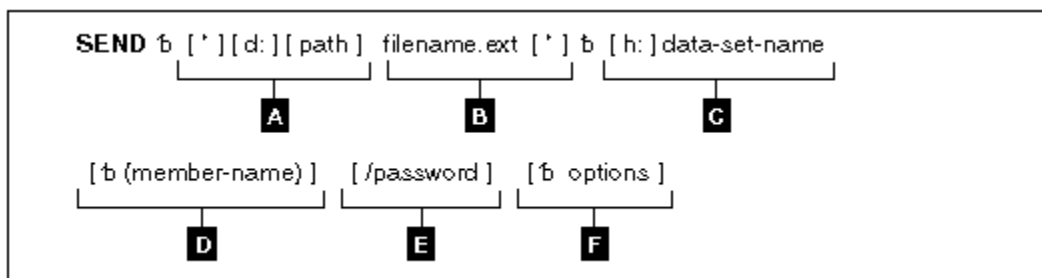 SEND ␢ [ ' ] [ d: ] [ path ] filename.ext [ ' ] ␢ [ h: ] data-set-name
A B C
[ ␢ (member-name) ] [ /password ] [ ␢ options ]
D E F